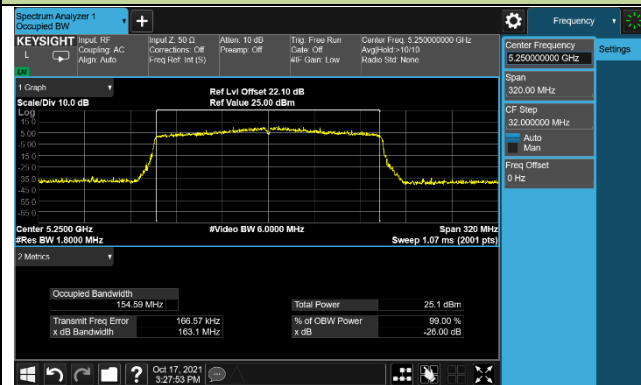 Spectrum Analyzer 1
Occupied BW
Frequency
KEYSIGHT
L
Input: RF
Coupling: AC
Align: Auto
Input Z: 50 Ω
Corrections: Off
Freq Ref: Int (S)
Atten: 10 dB
Preamp: Off
Trig: Free Run
Gate: Off
#IF Gain: Low
Center Freq: 5.250000000 GHz
Avg|Hold:>10/10
Radio Std: None
Center Frequency
5.250000000 GHz
Settings
Span
320.00 MHz
CF Step
32.000000 MHz
Auto
Man
Freq Offset
0 Hz
1 Graph
Scale/Div 10.0 dB
Ref Lvl Offset 22.10 dB
Ref Value 25.00 dBm
Log
15.0
5.00
-5.00
-15.0
-25.0
-35.0
-45.0
-55.0
-65.0
Center 5.2500 GHz
#Res BW 1.8000 MHz
#Video BW 6.0000 MHz
Span 320 MHz
Sweep 1.07 ms (2001 pts)
2 Metrics
Occupied Bandwidth
154.59 MHz
Transmit Freq Error
166.57 kHz
x dB Bandwidth
163.1 MHz
Total Power
25.1 dBm
% of OBW Power
99.00 %
x dB
-26.00 dB
?
Oct 17, 2021
3:27:53 PM